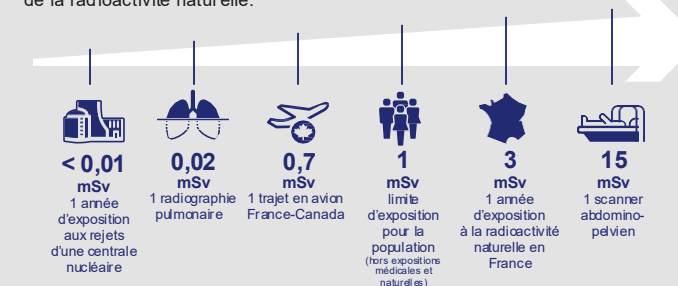 de la radioactivité naturelle.
< 0,01
mSv
1 année
d'exposition
aux rejets
d'une centrale
nucléaire
0,02
mSv
1 radiographie
pulmonaire
0,7
mSv
1 trajet en avion
France-Canada
1
mSv
limite
d'exposition
pour la
population
(hors expositions
médicales et
naturelles)
3
mSv
1 année
d'exposition
à la radioactivité
naturelle en
France
15
mSv
1 scanner
abdomino-
pelvien